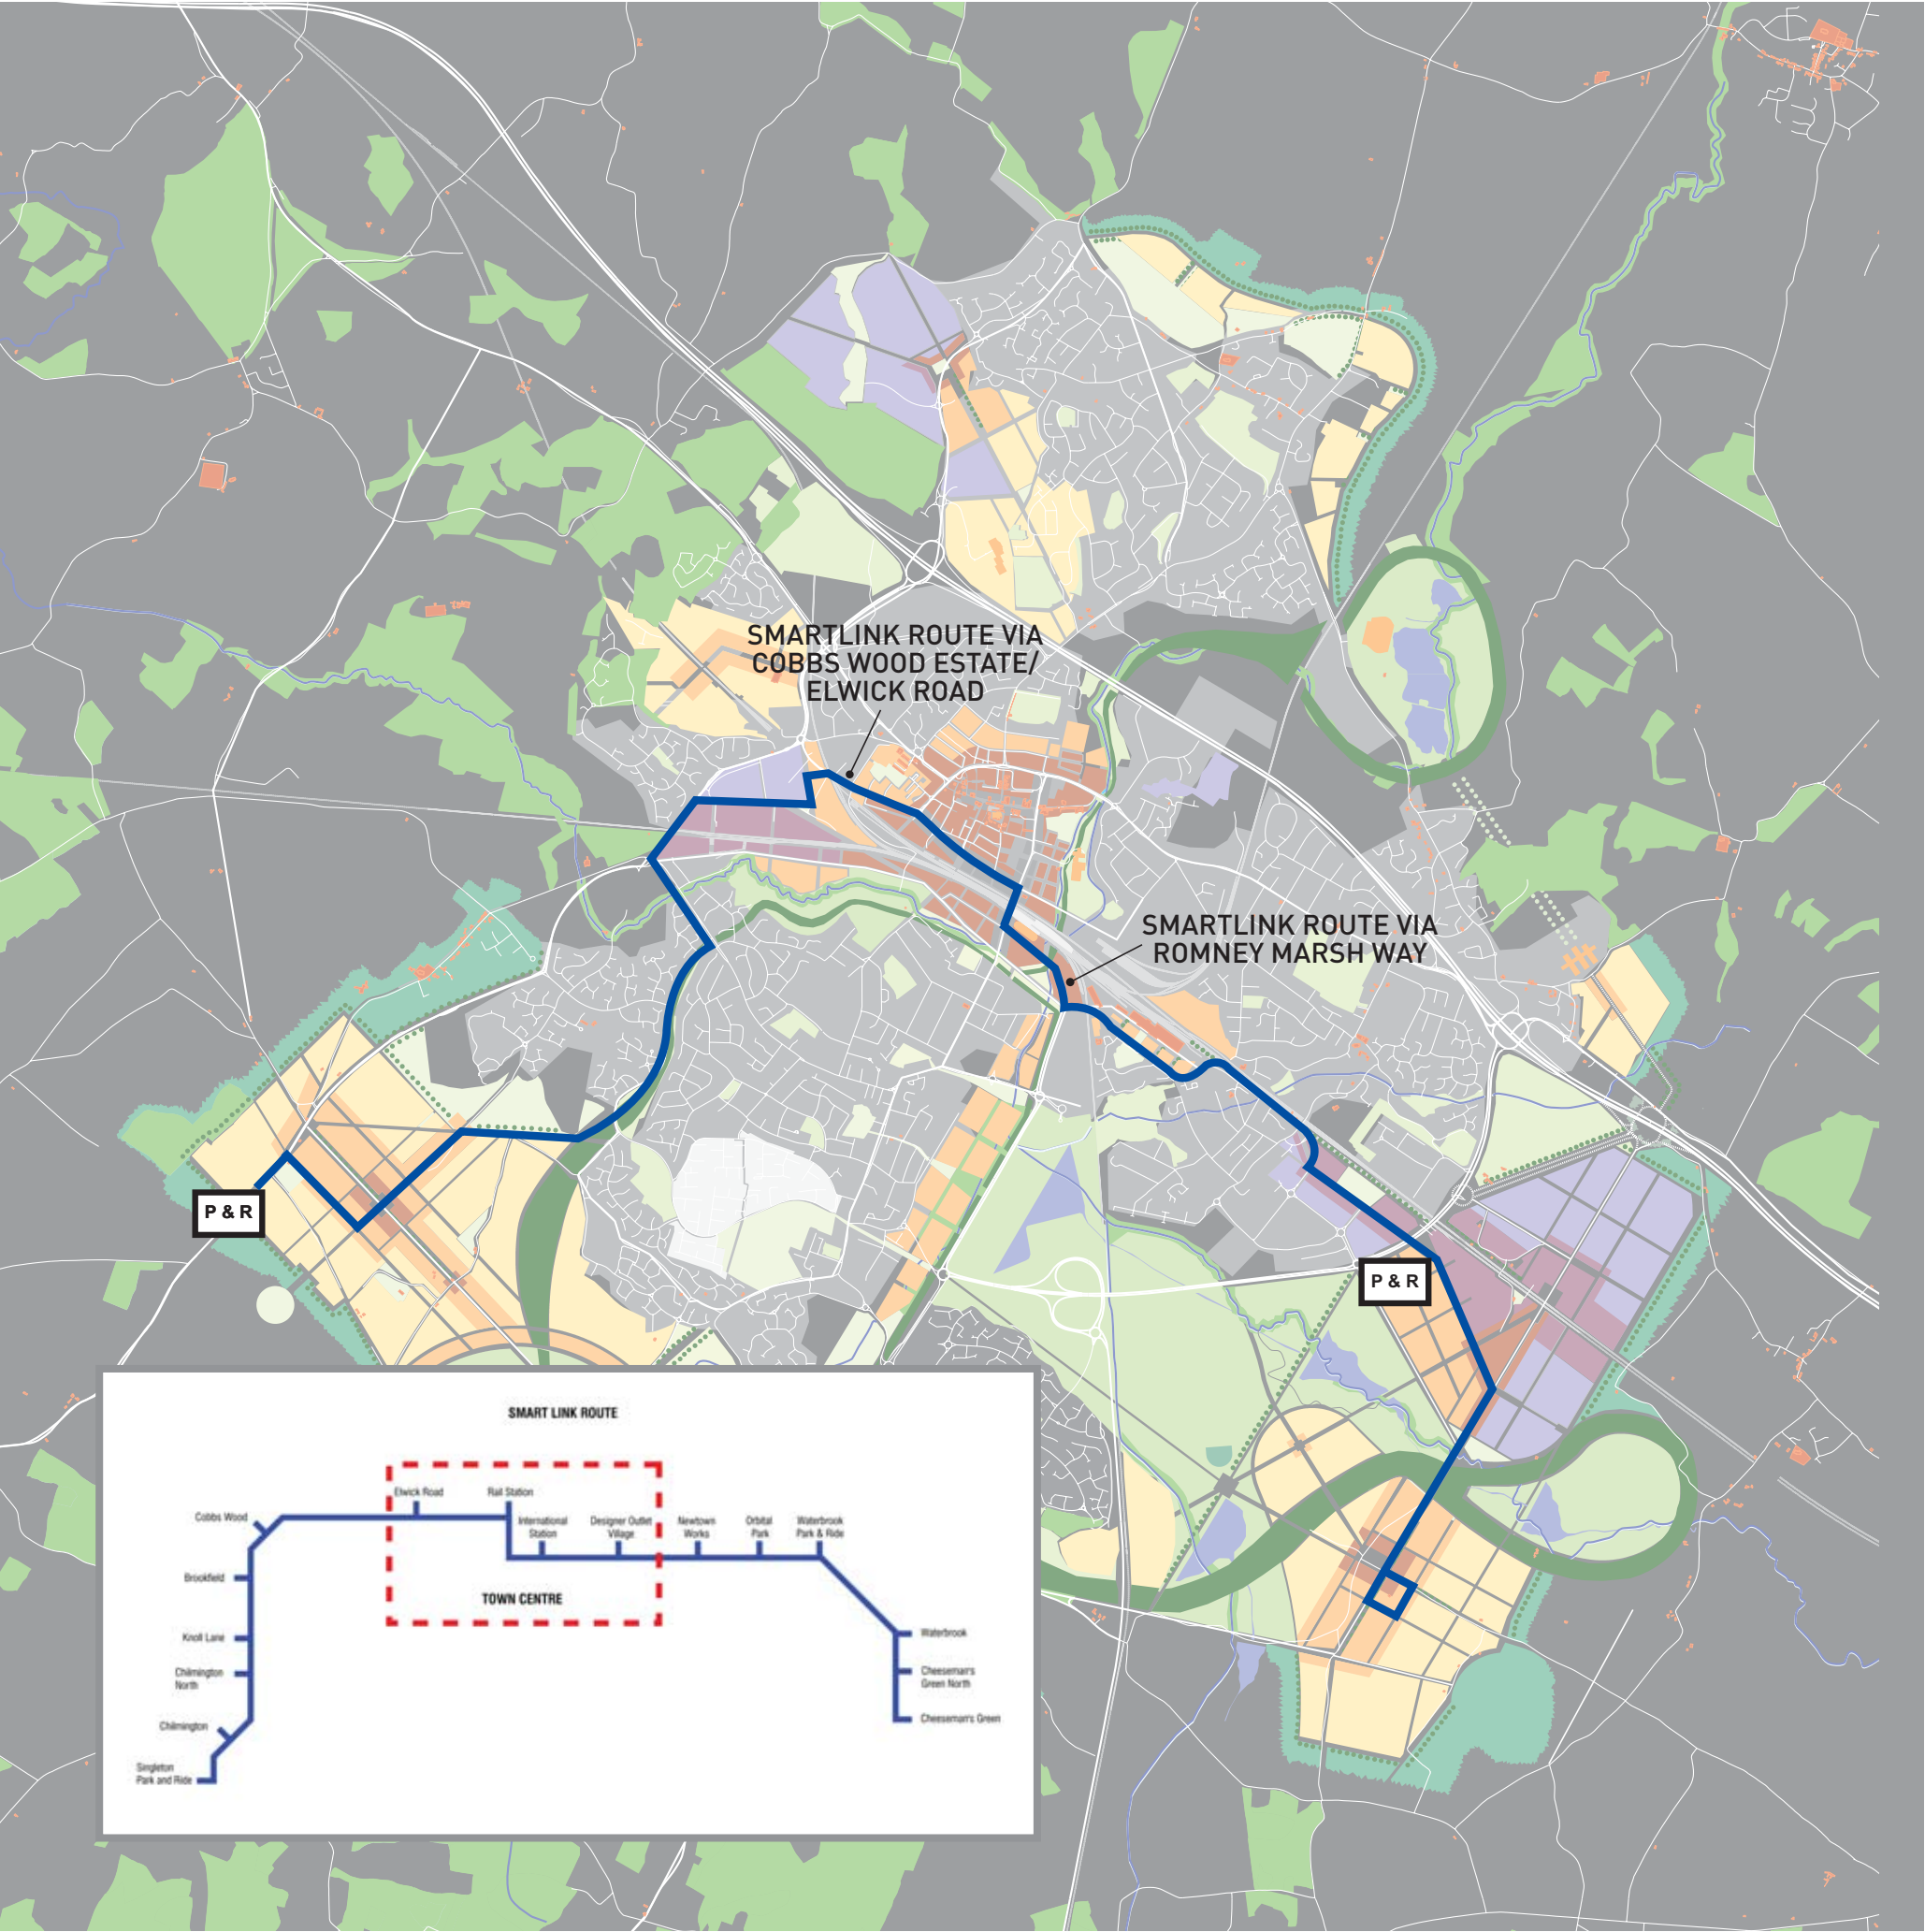 SMARTLINK ROUTE VIA
COBBS WOOD ESTATE/
ELWICK ROAD
SMARTLINK ROUTE VIA
ROMNEY MARSH WAY
P & R
P & R
SMART LINK ROUTE
Elwick Road
Rail Station
Cobbs Wood
International
Station
Designer Outlet
Village
Newtown
Works
Orbital
Park
Waterbrook
Park & Ride
Brookfield
TOWN CENTRE
Knoll Lane
Waterbrook
Chilmington
North
Cheeseman's
Green North
Chilmington
Cheeseman's Green
Singleton
Park and Ride